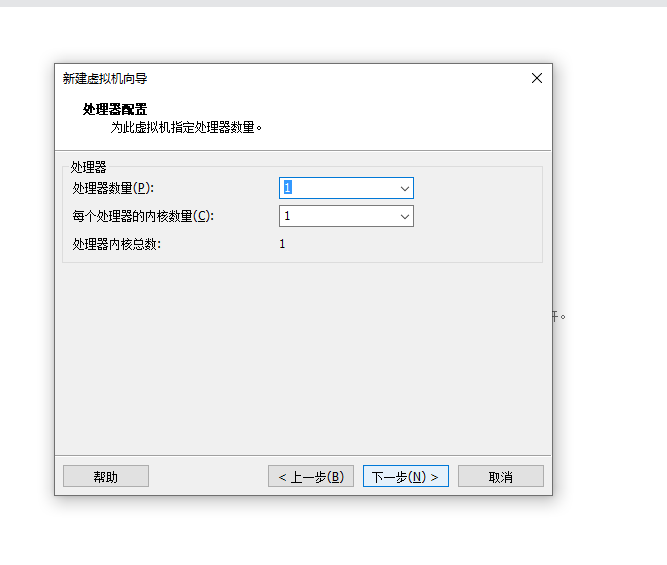 新建虚拟机向导
处理器配置
为此虚拟机指定处理器数量。
处理器
处理器数量(P): 1
每个处理器的内核数量(C): 1
处理器内核总数: 1
帮助 < 上一步(B) 下一步(N) > 取消